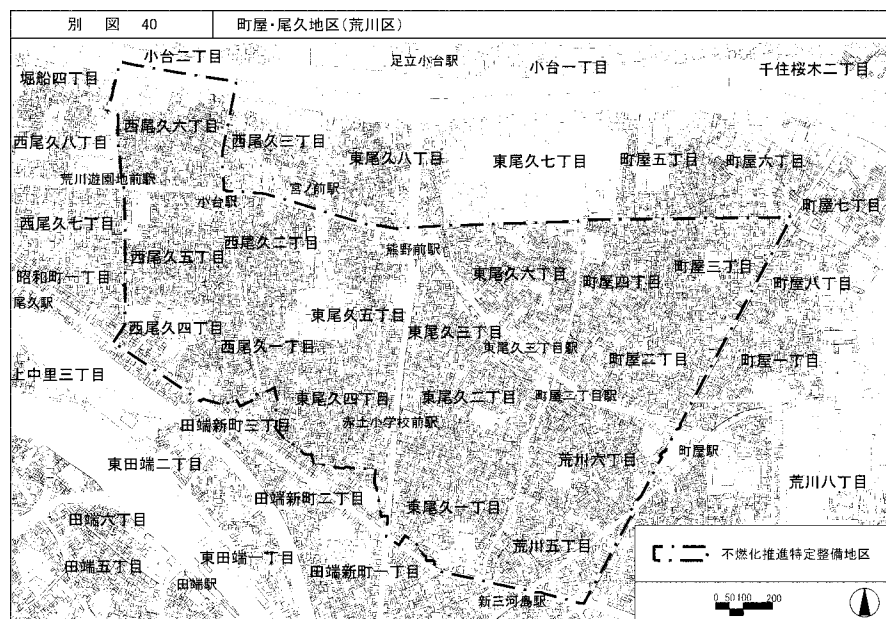 別 図 40
町屋・尾久地区(荒川区)
小台二丁目
足立小台駅
小台一丁目
千住桜木二丁目
堀船四丁目
西尾久六丁目
西尾久八丁目
西尾久三丁目
東尾久八丁目
東尾久七丁目
町屋五丁目
町屋六丁目
荒川遊園地前駅
宮ノ前駅
小台駅
町屋七丁目
西尾久七丁目
西尾久二丁目
熊野前駅
西尾久五丁目
東尾久六丁目
町屋三丁目
昭和町一丁目
町屋四丁目
町屋八丁目
尾久駅
東尾久五丁目
西尾久四丁目
東尾久三丁目
西尾久一丁目
東尾久三丁目駅
町屋二丁目
町屋一丁目
上中里三丁目
東尾久四丁目
東尾久二丁目
町屋二丁目駅
田端新町三丁目
赤土小学校前駅
町屋駅
東田端二丁目
荒川六丁目
荒川八丁目
田端新町二丁目
東尾久一丁目
田端六丁目
荒川五丁目
東田端一丁目
不燃化推進特定整備地区
田端五丁目
田端新町一丁目
田端駅
新三河島駅
0 50 100 200